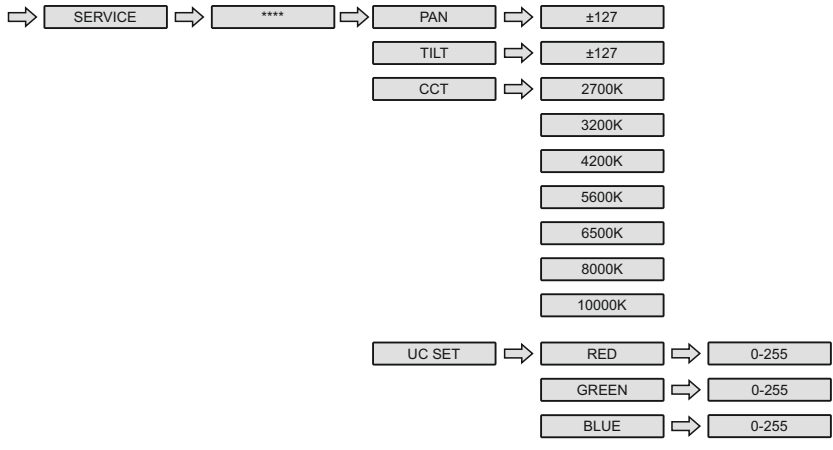 SERVICE **** PAN ±127
TILT ±127
CCT 2700K
3200K
4200K
5600K
6500K
8000K
10000K
UC SET RED 0-255
GREEN 0-255
BLUE 0-255